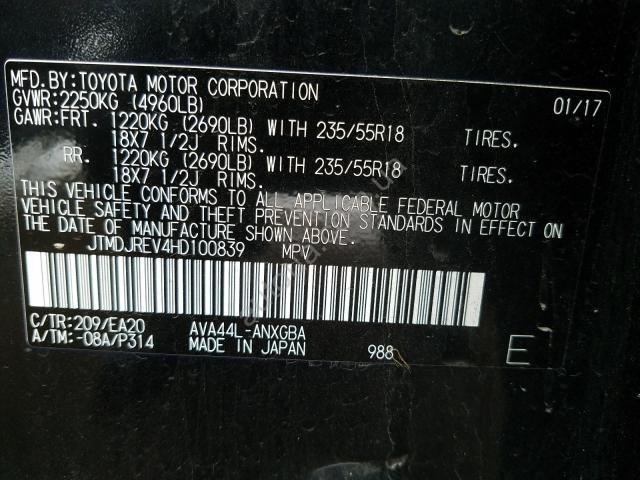 MFD.BY:TOYOTA MOTOR CORPORATION
GVWR:2250KG (4960LB) 01/17
GAWR:FRT. 1220KG (2690LB) WITH 235/55R18 TIRES.
18X7 1/2J RIMS.
RR. 1220KG (2690LB) WITH 235/55R18 TIRES.
18X7 1/2J RIMS.
THIS VEHICLE CONFORMS TO ALL APPLICABLE FEDERAL MOTOR
VEHICLE SAFETY AND THEFT PREVENTION STANDARDS IN EFFECT ON
THE DATE OF MANUFACTURE SHOWN ABOVE.
JTMDJREV4HD100839 MPV
C/TR:209/EA20 AVA44L-ANXGBA
A/TM:-08A/P314 MADE IN JAPAN 988 E